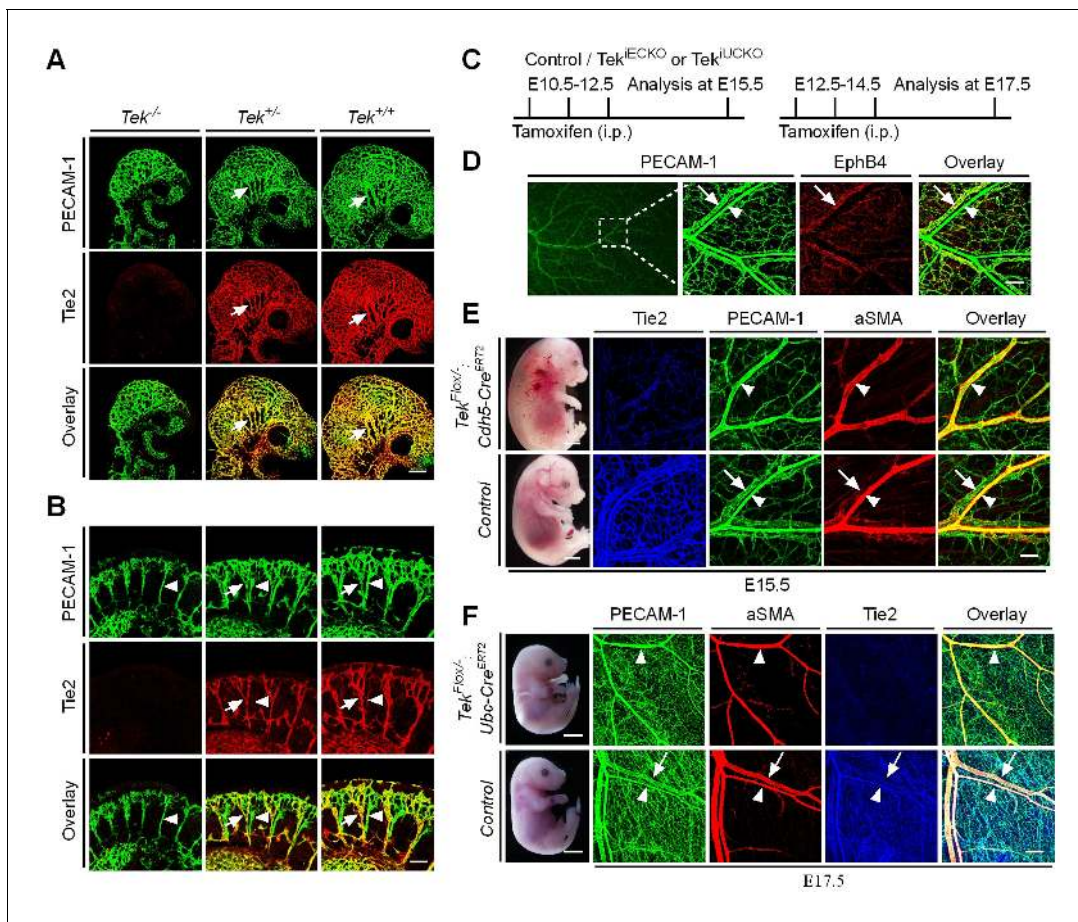 A
Tek-/- Tek+/- Tek+/+
PECAM-1
Tie2
Overlay
B
PECAM-1
Tie2
Overlay
C
Control / TekiECKO or TekiUCKO
E10.5-12.5 Analysis at E15.5
Tamoxifen (i.p.)
E12.5-14.5 Analysis at E17.5
Tamoxifen (i.p.)
D
PECAM-1 EphB4 Overlay
E
Tie2 PECAM-1 aSMA Overlay
TekFlox/-:
Cdh5-CreERT2
Control
E15.5
F
PECAM-1 aSMA Tie2 Overlay
TekFlox/-:
Ubc-CreERT2
Control
E17.5